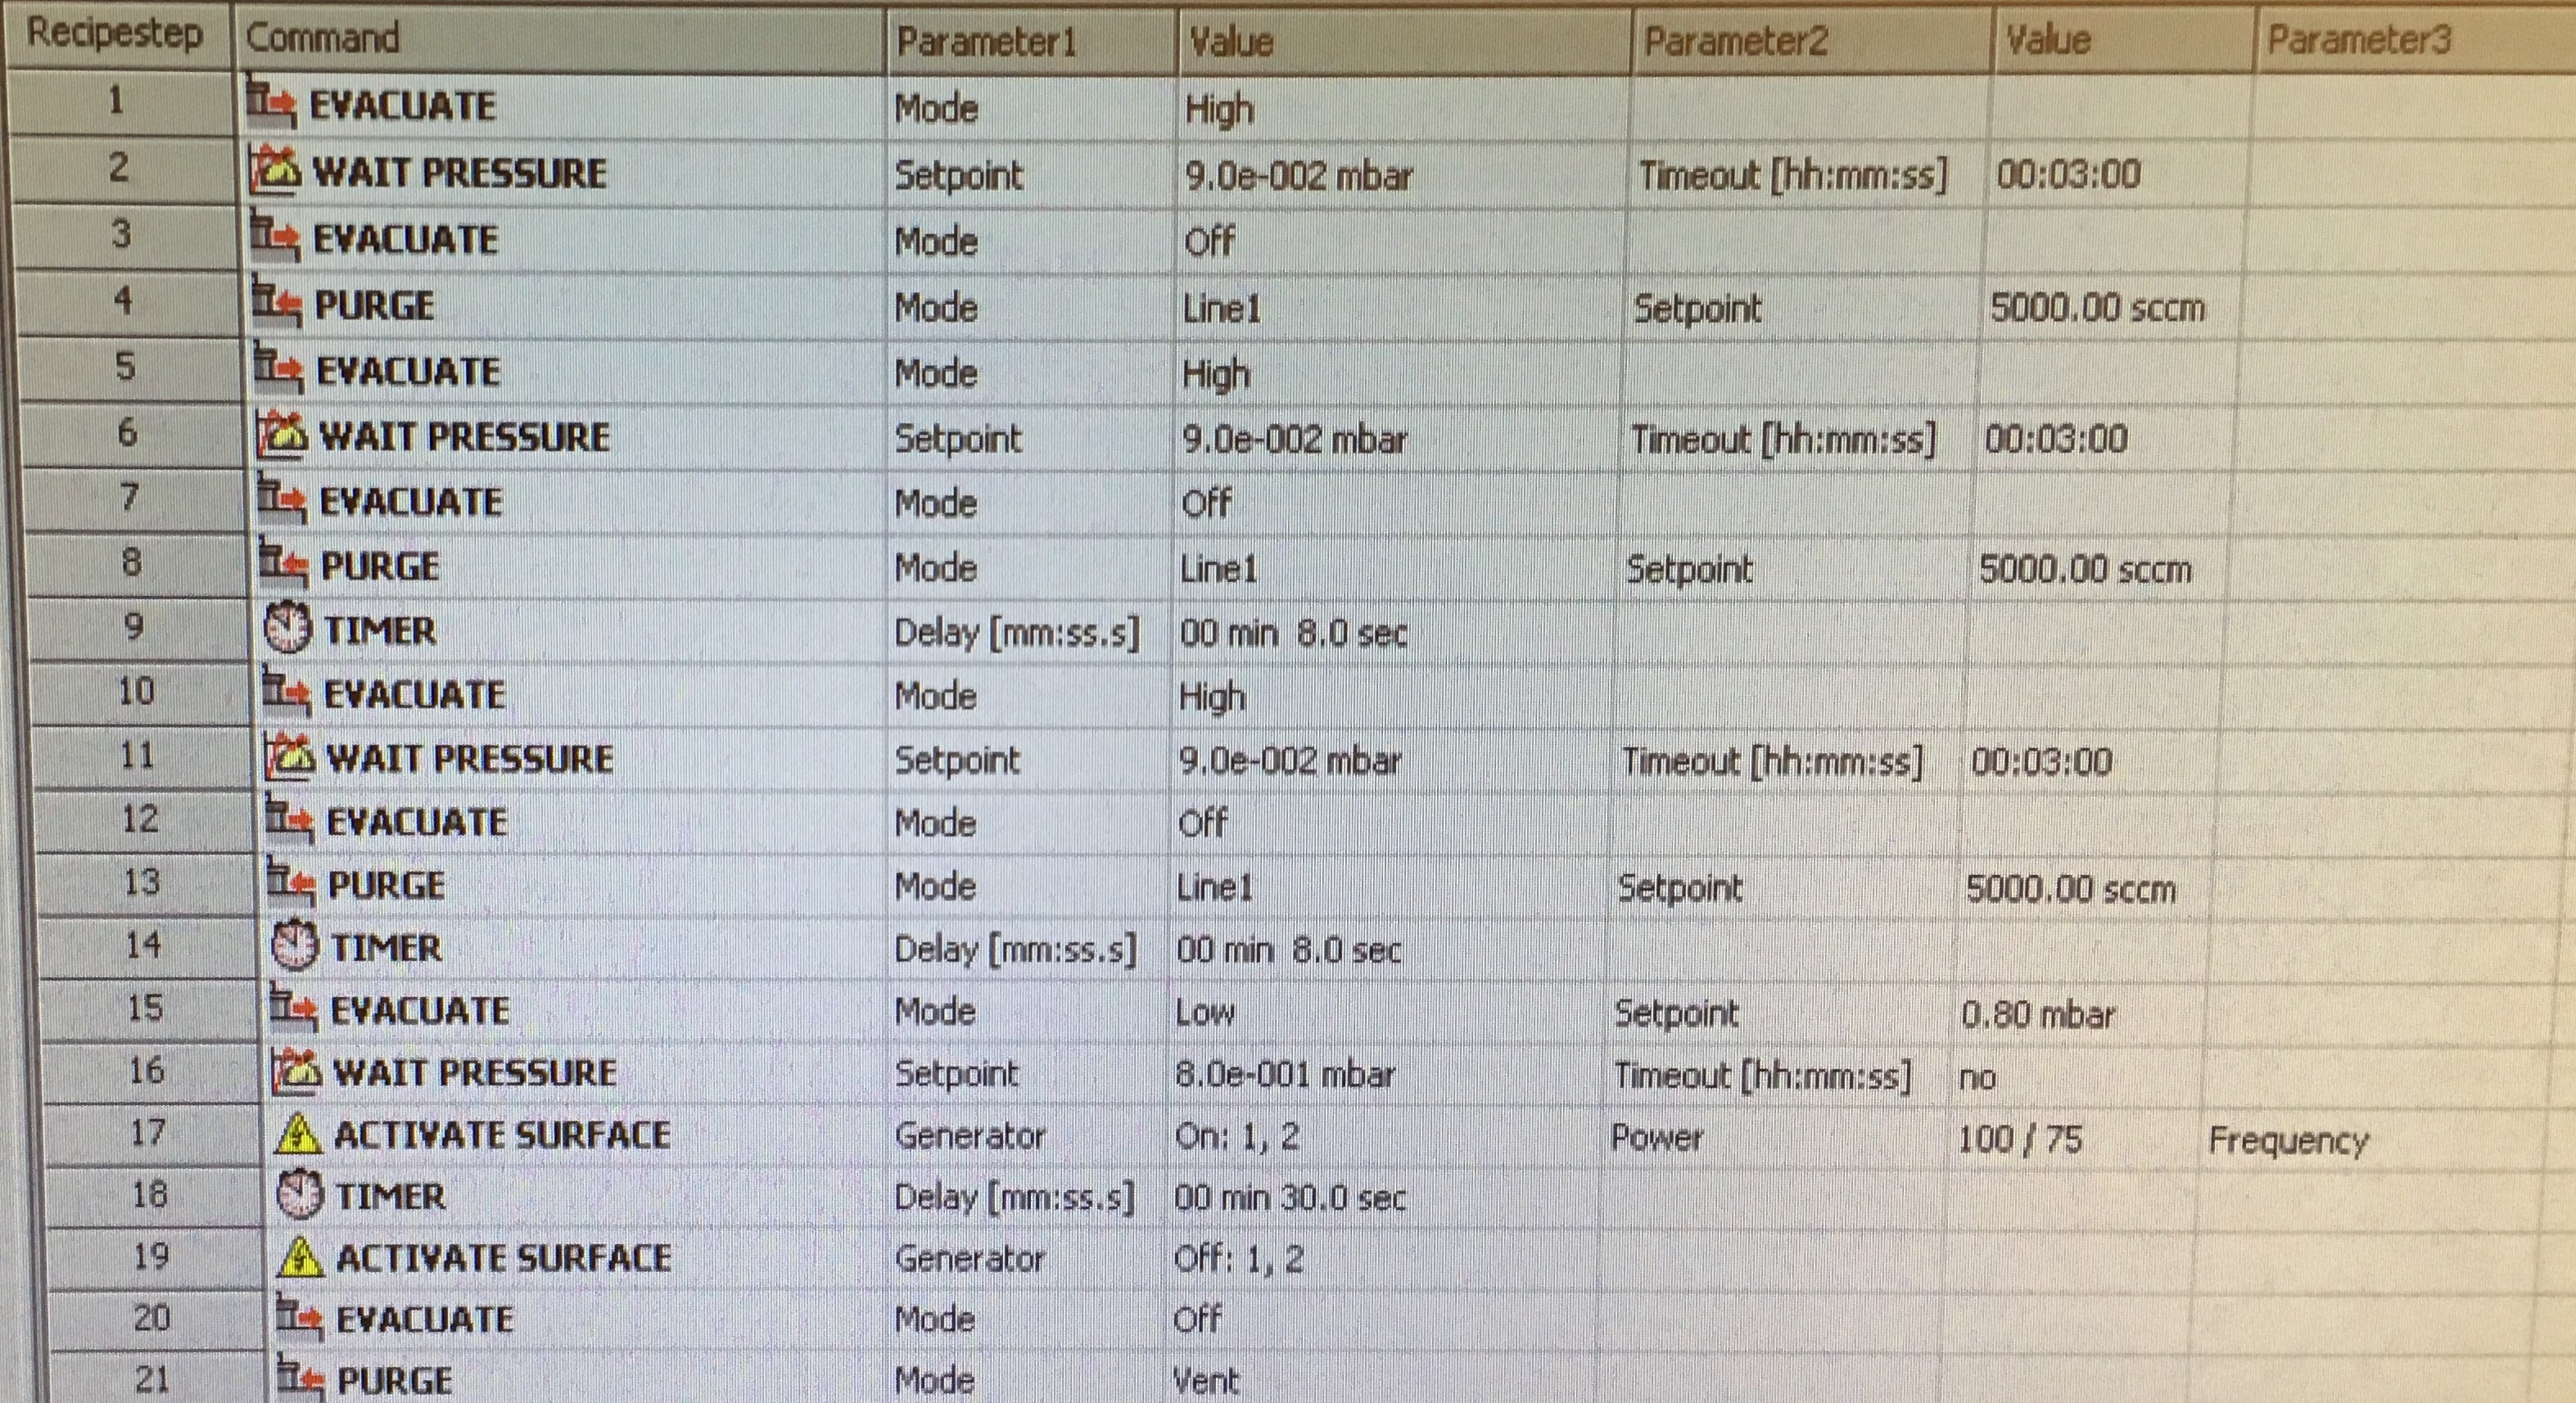 Recipestep Command Parameter1 Value Parameter2 Value Parameter3
1 EVACUATE Mode High
2 WAIT PRESSURE Setpoint 9.0e-002 mbar Timeout [hh:mm:ss] 00:03:00
3 EVACUATE Mode Off
4 PURGE Mode Line1 Setpoint 5000.00 sccm
5 EVACUATE Mode High
6 WAIT PRESSURE Setpoint 9.0e-002 mbar Timeout [hh:mm:ss] 00:03:00
7 EVACUATE Mode Off
8 PURGE Mode Line1 Setpoint 5000.00 sccm
9 TIMER Delay [mm:ss.s] 00 min 8.0 sec
10 EVACUATE Mode High
11 WAIT PRESSURE Setpoint 9.0e-002 mbar Timeout [hh:mm:ss] 00:03:00
12 EVACUATE Mode Off
13 PURGE Mode Line1 Setpoint 5000.00 sccm
14 TIMER Delay [mm:ss.s] 00 min 8.0 sec
15 EVACUATE Mode Low Setpoint 0.80 mbar
16 WAIT PRESSURE Setpoint 8.0e-001 mbar Timeout [hh:mm:ss] no
17 ACTIVATE SURFACE Generator On: 1, 2 Power 100 / 75 Frequency
18 TIMER Delay [mm:ss.s] 00 min 30.0 sec
19 ACTIVATE SURFACE Generator Off: 1, 2
20 EVACUATE Mode Off
21 PURGE Mode Vent